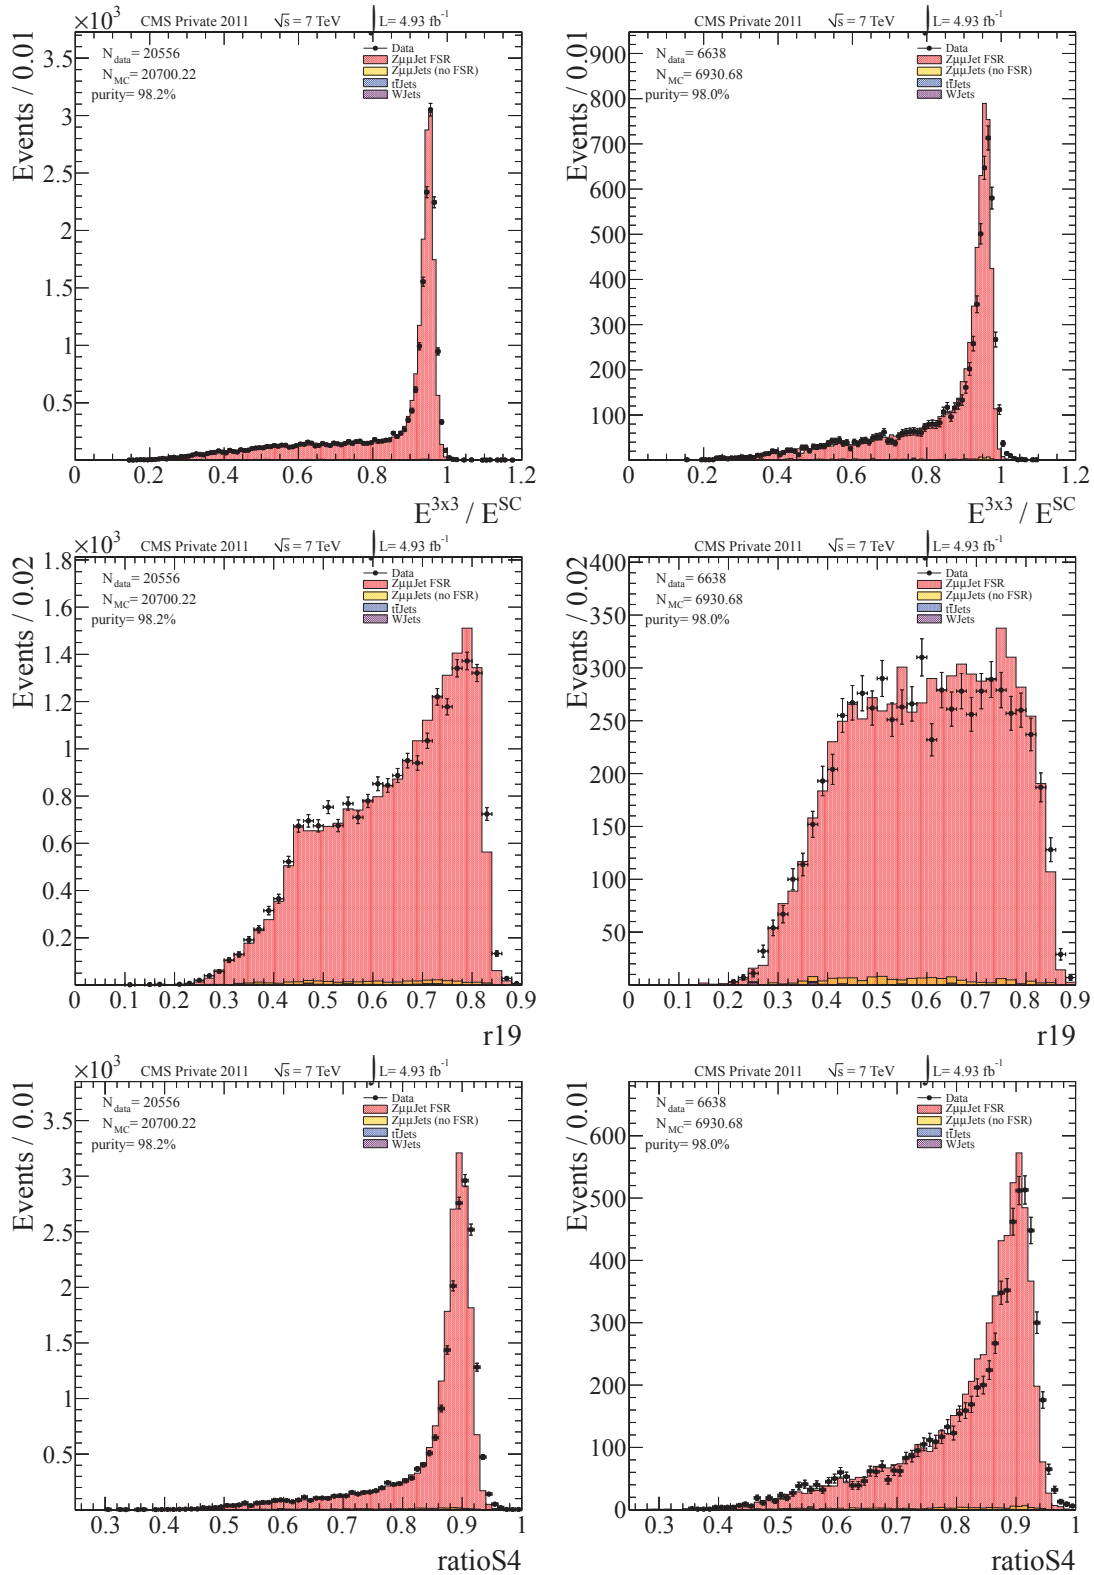 ×10³ CMS Private 2011 √s = 7 TeV L= 4.93 fb⁻¹
Events / 0.01
N_data = 20556
N_MC = 20700.22
purity= 98.2%
Data
ZμμJet FSR
ZμμJets (no FSR)
tt̄Jets
WJets
3.5
3
2.5
2
1.5
1
0.5
0 0.2 0.4 0.6 0.8 1 1.2
E³ˣ³ / Eˢᶜ
CMS Private 2011 √s = 7 TeV L= 4.93 fb⁻¹
Events / 0.01
N_data = 6638
N_MC = 6930.68
purity= 98.0%
Data
ZμμJet FSR
ZμμJets (no FSR)
tt̄Jets
WJets
900
800
700
600
500
400
300
200
100
0 0.2 0.4 0.6 0.8 1 1.2
E³ˣ³ / Eˢᶜ
×10³ CMS Private 2011 √s = 7 TeV L= 4.93 fb⁻¹
Events / 0.02
N_data = 20556
N_MC = 20700.22
purity= 98.2%
Data
ZμμJet FSR
ZμμJets (no FSR)
tt̄Jets
WJets
1.8
1.6
1.4
1.2
1
0.8
0.6
0.4
0.2
0 0.1 0.2 0.3 0.4 0.5 0.6 0.7 0.8 0.9
r19
CMS Private 2011 √s = 7 TeV L= 4.93 fb⁻¹
Events / 0.02
N_data = 6638
N_MC = 6930.68
purity= 98.0%
Data
ZμμJet FSR
ZμμJets (no FSR)
tt̄Jets
WJets
400
350
300
250
200
150
100
50
0 0.1 0.2 0.3 0.4 0.5 0.6 0.7 0.8 0.9
r19
×10³ CMS Private 2011 √s = 7 TeV L= 4.93 fb⁻¹
Events / 0.01
N_data = 20556
N_MC = 20700.22
purity= 98.2%
Data
ZμμJet FSR
ZμμJets (no FSR)
tt̄Jets
WJets
3.5
3
2.5
2
1.5
1
0.5
0
0.3 0.4 0.5 0.6 0.7 0.8 0.9 1
ratioS4
CMS Private 2011 √s = 7 TeV L= 4.93 fb⁻¹
Events / 0.01
N_data = 6638
N_MC = 6930.68
purity= 98.0%
Data
ZμμJet FSR
ZμμJets (no FSR)
tt̄Jets
WJets
600
500
400
300
200
100
0
0.3 0.4 0.5 0.6 0.7 0.8 0.9 1
ratioS4